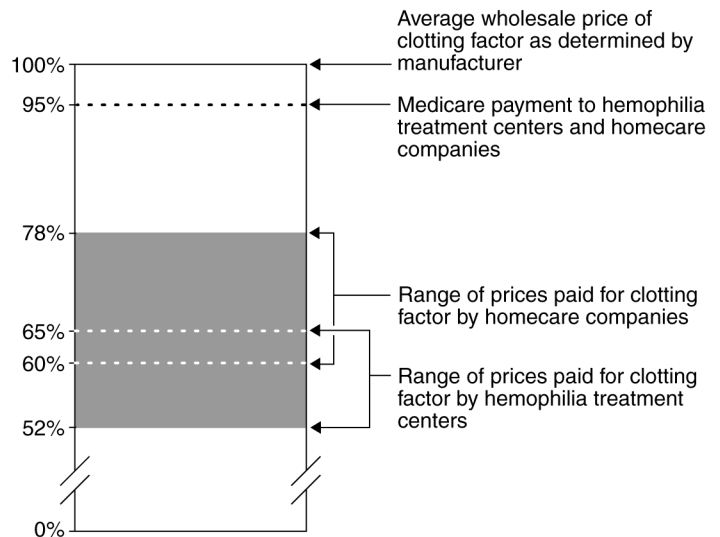 Average wholesale price of
clotting factor as determined by
manufacturer
100%
95%
Medicare payment to hemophilia
treatment centers and homecare
companies
78%
Range of prices paid for clotting
factor by homecare companies
65%
60%
Range of prices paid for clotting
factor by hemophilia treatment
centers
52%
0%